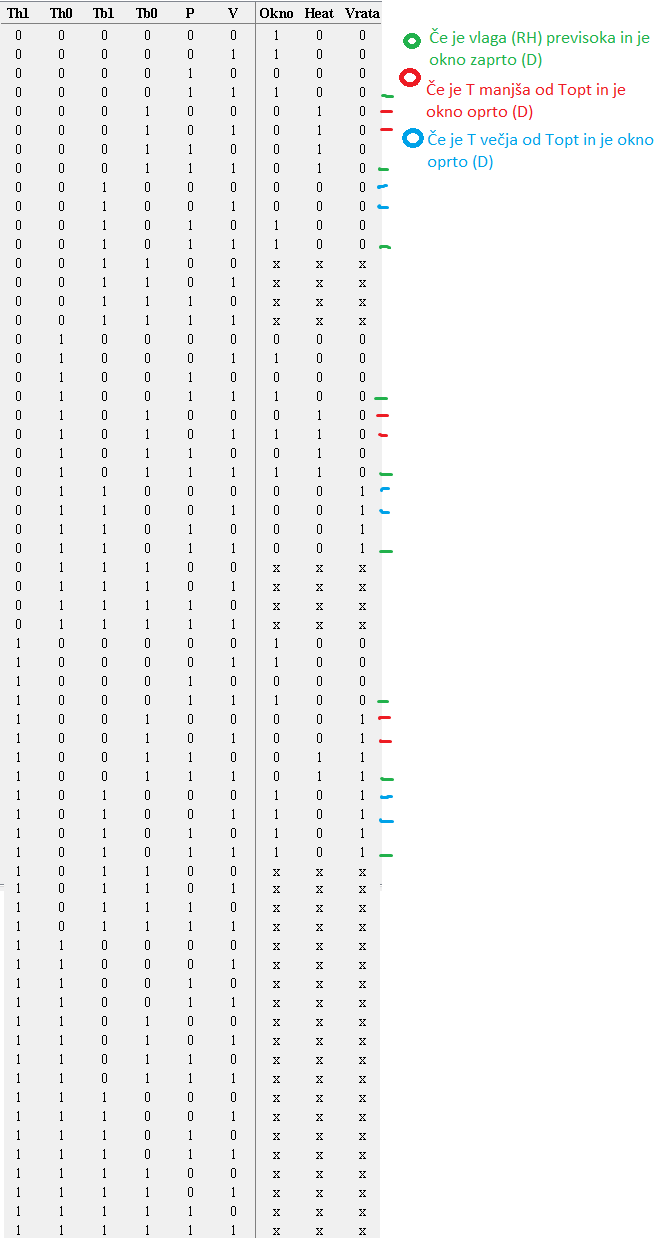 Th1 Th0 Tb1 Tb0 P V Okno Heat Vrata
0 0 0 0 0 0 1 0 0
0 0 0 0 0 1 1 0 0
0 0 0 0 1 0 0 0 0
0 0 0 0 1 1 1 0 0
0 0 0 1 0 0 0 1 0
0 0 0 1 0 1 0 1 0
0 0 0 1 1 0 0 1 0
0 0 0 1 1 1 0 1 0
0 0 1 0 0 0 0 0 0
0 0 1 0 0 1 0 0 0
0 0 1 0 1 0 1 0 0
0 0 1 0 1 1 1 0 0
0 0 1 1 0 0 x x x
0 0 1 1 0 1 x x x
0 0 1 1 1 0 x x x
0 0 1 1 1 1 x x x
0 1 0 0 0 0 0 0 0
0 1 0 0 0 1 1 0 0
0 1 0 0 1 0 0 0 0
0 1 0 0 1 1 1 0 0
0 1 0 1 0 0 0 1 0
0 1 0 1 0 1 1 1 0
0 1 0 1 1 0 0 1 0
0 1 0 1 1 1 1 1 0
0 1 1 0 0 0 0 0 1
0 1 1 0 0 1 0 0 1
0 1 1 0 1 0 0 0 1
0 1 1 0 1 1 0 0 1
0 1 1 1 0 0 x x x
0 1 1 1 0 1 x x x
0 1 1 1 1 0 x x x
0 1 1 1 1 1 x x x
1 0 0 0 0 0 1 0 0
1 0 0 0 0 1 1 0 0
1 0 0 0 1 0 0 0 0
1 0 0 0 1 1 1 0 0
1 0 0 1 0 0 0 0 1
1 0 0 1 0 1 0 0 1
1 0 0 1 1 0 0 1 1
1 0 0 1 1 1 0 1 1
1 0 1 0 0 0 1 0 1
1 0 1 0 0 1 1 0 1
1 0 1 0 1 0 1 0 1
1 0 1 0 1 1 1 0 1
1 0 1 1 0 0 x x x
1 0 1 1 0 1 x x x
1 0 1 1 1 0 x x x
1 0 1 1 1 1 x x x
1 1 0 0 0 0 x x x
1 1 0 0 0 1 x x x
1 1 0 0 1 0 x x x
1 1 0 0 1 1 x x x
1 1 0 1 0 0 x x x
1 1 0 1 0 1 x x x
1 1 0 1 1 0 x x x
1 1 0 1 1 1 x x x
1 1 1 0 0 0 x x x
1 1 1 0 0 1 x x x
1 1 1 0 1 0 x x x
1 1 1 0 1 1 x x x
1 1 1 1 0 0 x x x
1 1 1 1 0 1 x x x
1 1 1 1 1 0 x x x
1 1 1 1 1 1 x x x
Če je vlaga (RH) previsoka in je
okno zaprto (D)
Če je T manjša od Topt in je
okno oprto (D)
Če je T večja od Topt in je okno
oprto (D)